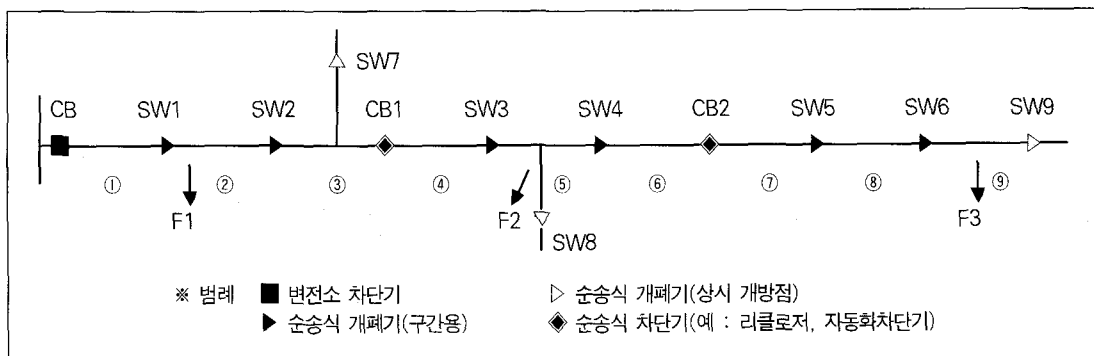 SW7
CB SW1 SW2 CB1 SW3 SW4 CB2 SW5 SW6 SW9
① ② ③ ④ ⑤ ⑥ ⑦ ⑧ ⑨
F1 F2 F3
SW8
※ 범례 변전소 차단기 순송식 개폐기(상시 개방점)
순송식 개폐기(구간용) 순송식 차단기(예 : 리클로저, 자동화차단기)